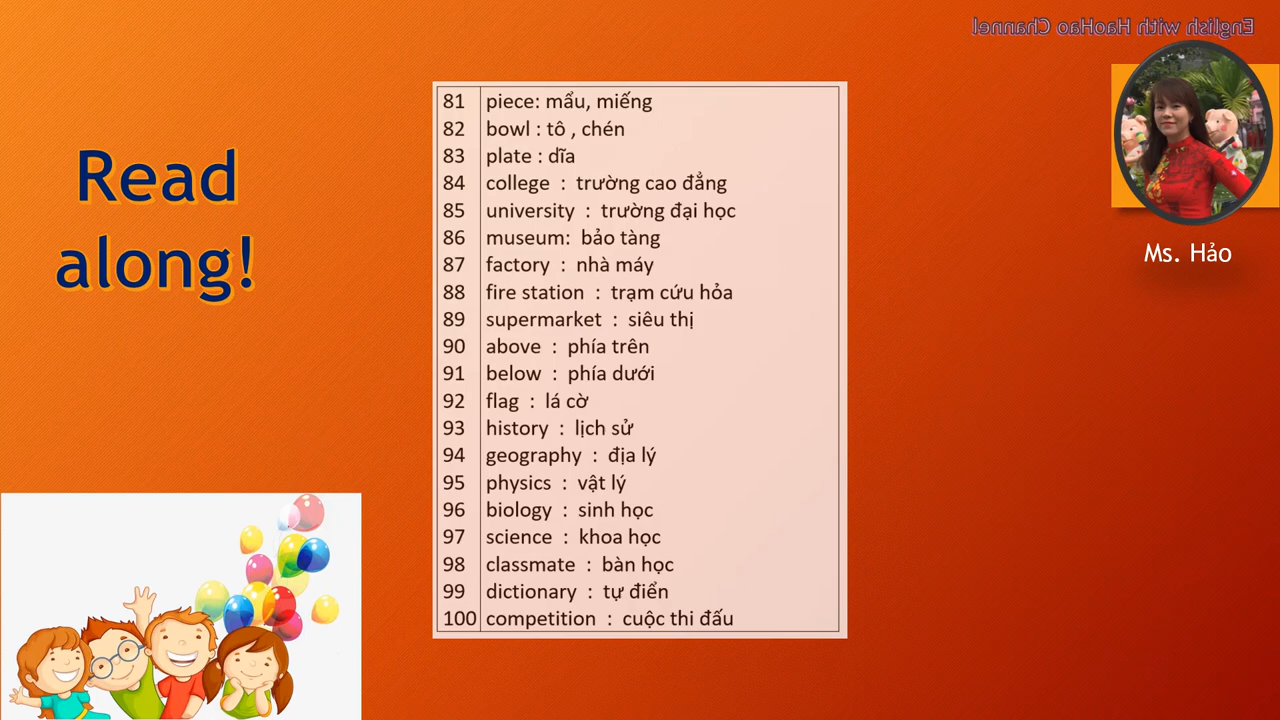 English with HaoHao Channel
Read
along!
81 piece: mẩu, miếng
82 bowl : tô , chén
83 plate : dĩa
84 college : trường cao đẳng
85 university : trường đại học
86 museum: bảo tàng
87 factory : nhà máy
88 fire station : trạm cứu hỏa
89 supermarket : siêu thị
90 above : phía trên
91 below : phía dưới
92 flag : lá cờ
93 history : lịch sử
94 geography : địa lý
95 physics : vật lý
96 biology : sinh học
97 science : khoa học
98 classmate : bàn học
99 dictionary : tự điển
100 competition : cuộc thi đấu
Ms. Hảo